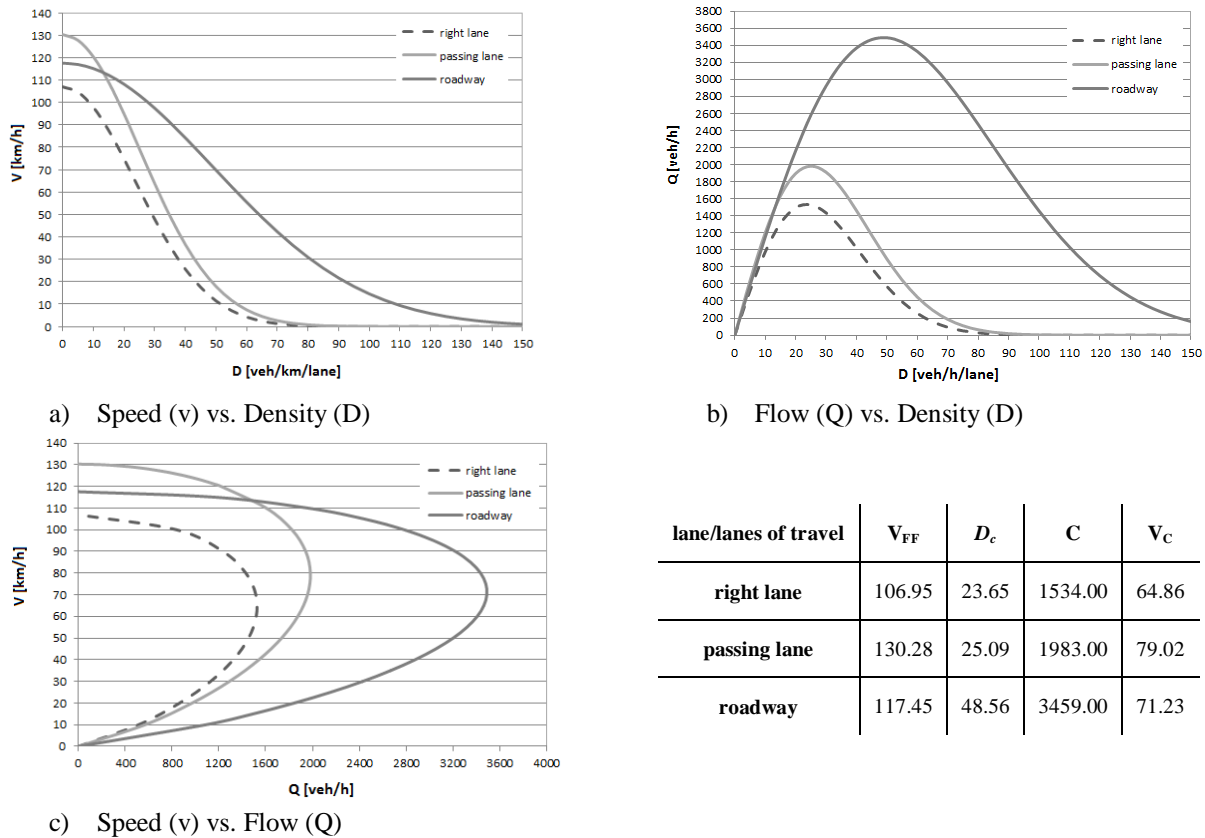 140
130
120
110
100
90
80
70
60
50
40
30
20
10
0
V [km/h]
right lane
passing lane
roadway
0 10 20 30 40 50 60 70 80 90 100 110 120 130 140 150
D [veh/km/lane]
a) Speed (v) vs. Density (D)
3800
3600
3400
3200
3000
2800
2600
2400
2200
2000
1800
1600
1400
1200
1000
800
600
400
200
0
Q [veh/h]
right lane
passing lane
roadway
0 10 20 30 40 50 60 70 80 90 100 110 120 130 140 150
D [veh/h/lane]
b) Flow (Q) vs. Density (D)
140
130
120
110
100
90
80
70
60
50
40
30
20
10
0
V [km/h]
right lane
passing lane
roadway
0 400 800 1200 1600 2000 2400 2800 3200 3600 4000
Q [veh/h]
c) Speed (v) vs. Flow (Q)
lane/lanes of travel VFF Dc C VC
right lane 106.95 23.65 1534.00 64.86
passing lane 130.28 25.09 1983.00 79.02
roadway 117.45 48.56 3459.00 71.23